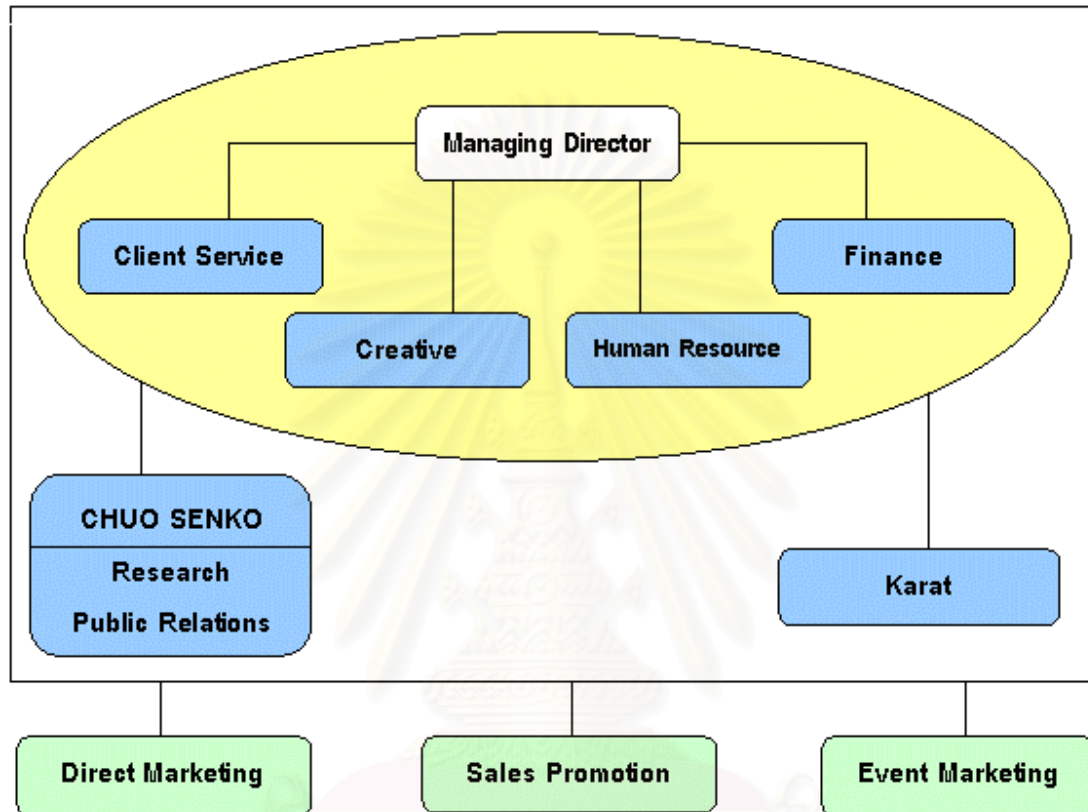 Managing Director
Client Service
Finance
Creative
Human Resource
CHUO SENKO
Research
Public Relations
Karat
Direct Marketing
Sales Promotion
Event Marketing